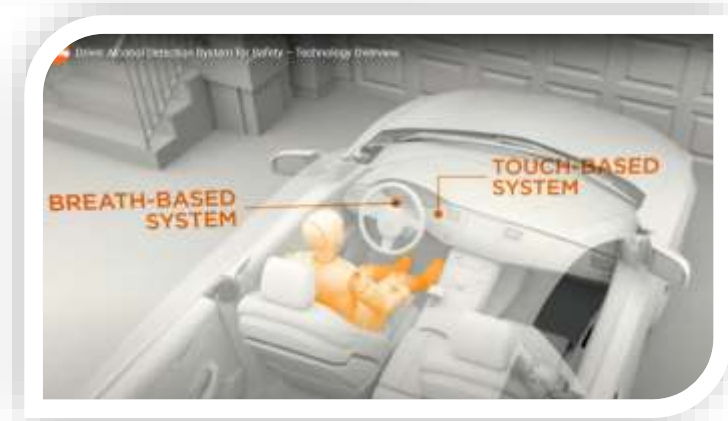 Driver Alcohol Detection System for Safety – Technology Overview
BREATH-BASED
SYSTEM
TOUCH-BASED
SYSTEM